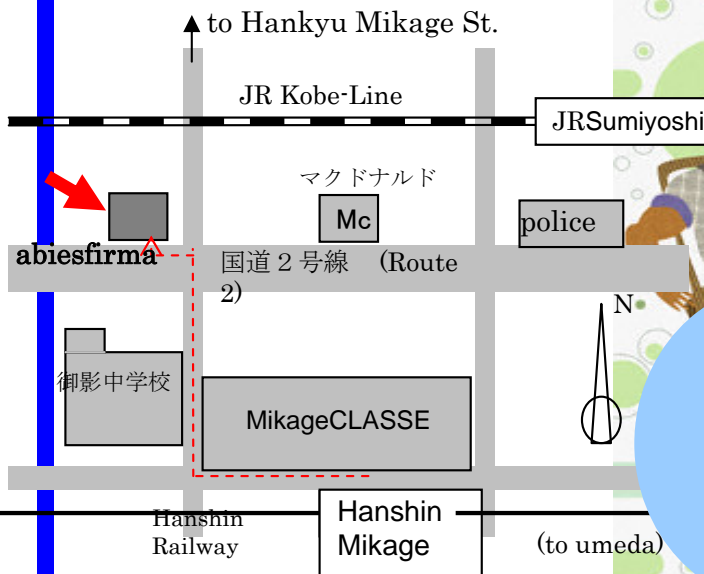 to Hankyu Mikage St.
JR Kobe-Line
JRSumiyoshi
マクドナルド
Mc
police
abiesfirma
国道２号線 (Route
2)
N
御影中学校
MikageCLASSE
Hanshin
Railway
Hanshin
Mikage
(to umeda)